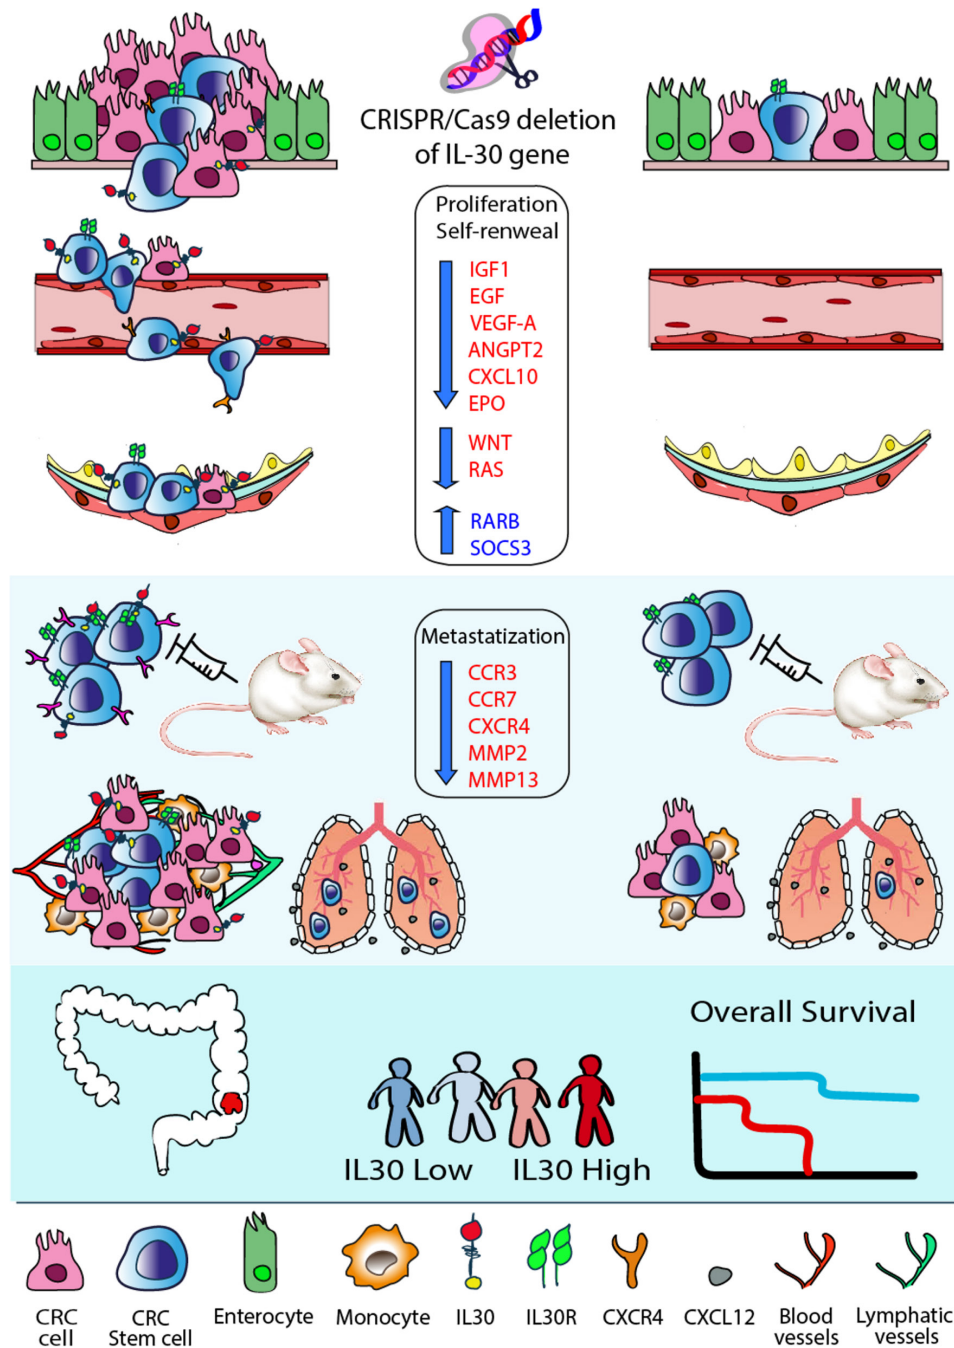 CRISPR/Cas9 deletion
of IL-30 gene
Proliferation
Self-renweal
IGF1
EGF
VEGF-A
ANGPT2
CXCL10
EPO
WNT
RAS
RARB
SOCS3
Metastatization
CCR3
CCR7
CXCR4
MMP2
MMP13
Overall Survival
IL30 Low
IL30 High
CRC
cell
CRC
Stem cell
Enterocyte
Monocyte
IL30
IL30R
CXCR4
CXCL12
Blood
vessels
Lymphatic
vessels